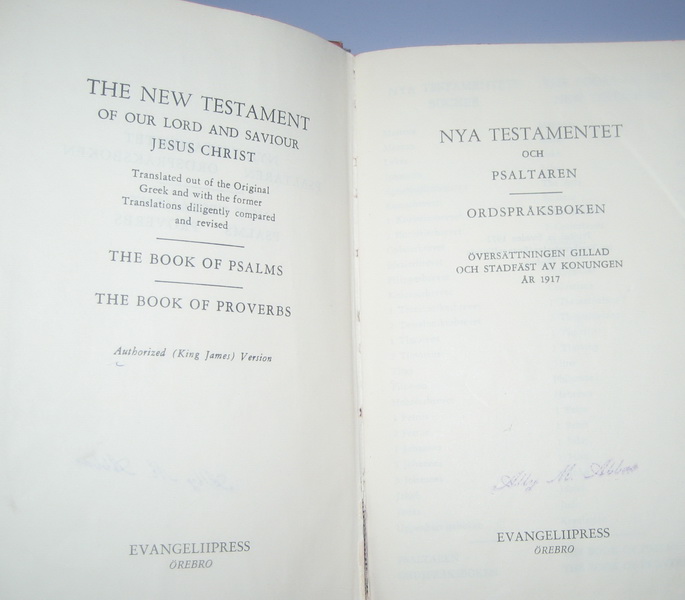 THE NEW TESTAMENT
OF OUR LORD AND SAVIOUR
JESUS CHRIST
Translated out of the Original
Greek and with the former
Translations diligently compared
and revised
THE BOOK OF PSALMS
THE BOOK OF PROVERBS
Authorized (King James) Version
EVANGELIIPRESS
ÖREBRO
NYA TESTAMENTET
OCH
PSALTAREN
ORDSPRÅKSBOKEN
ÖVERSÄTTNINGEN GILLAD
OCH STADFÄST AV KONUNGEN
ÅR 1917
M.
EVANGELIIPRESS
ÖREBRO